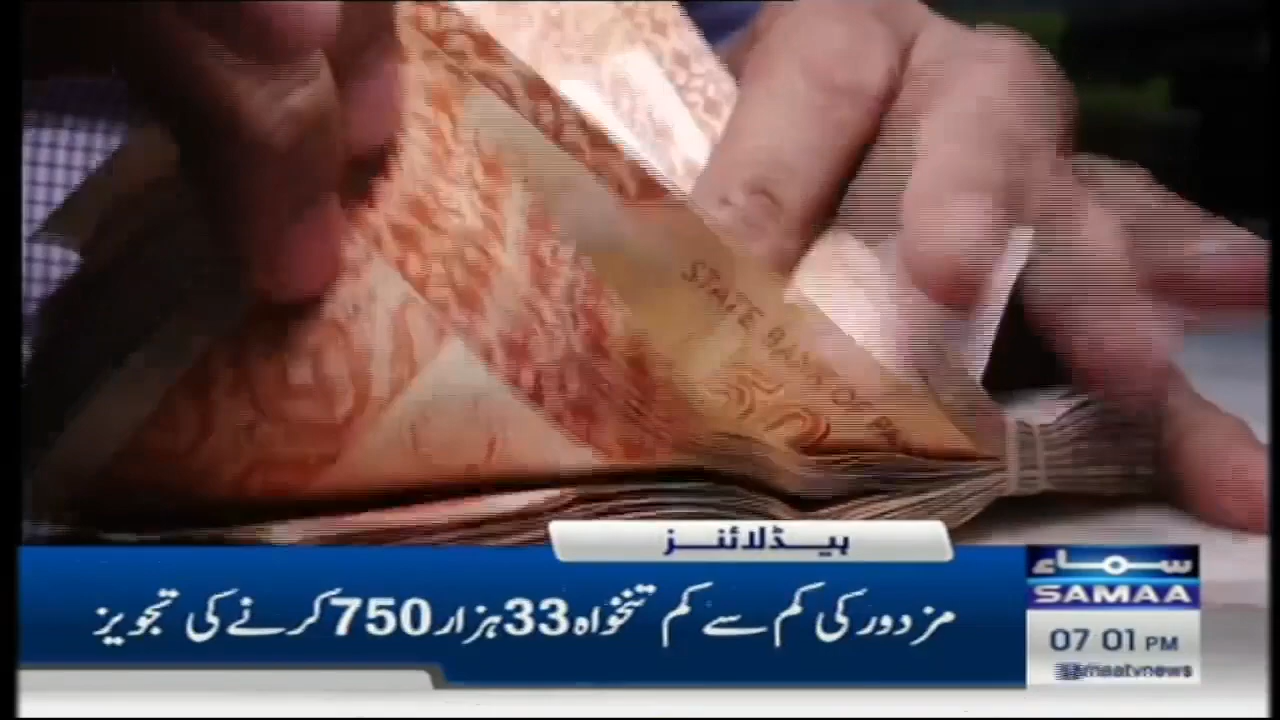 STATE BANK OF PA
ہیڈلائنز
مزدور کی کم سے کم تنخواہ 33 ہزار 750 کرنے کی تجویز
سماء
SAMAA
07 01 PM